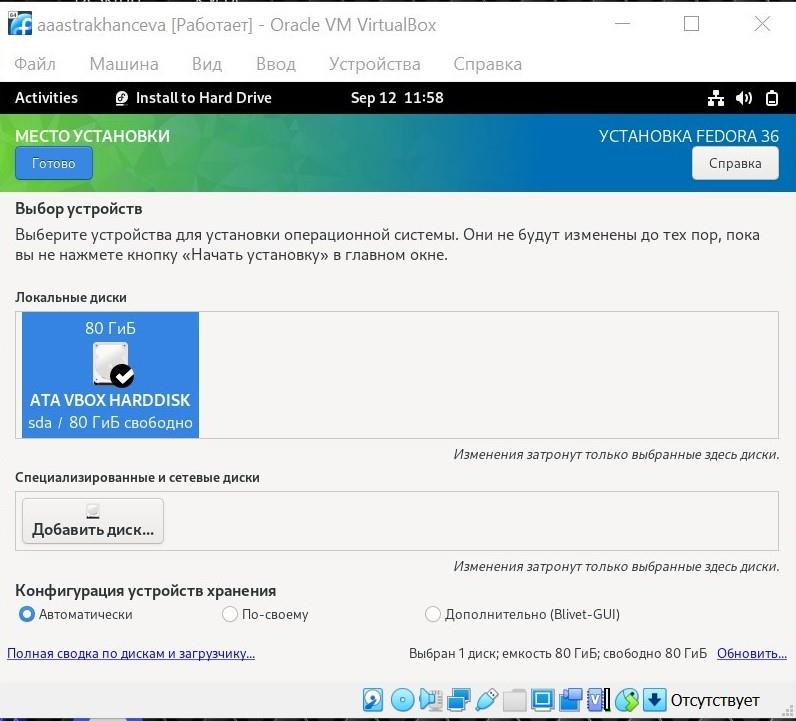 aaastrakhanceva [Работает] - Oracle VM VirtualBox
Файл Машина Вид Ввод Устройства Справка
Activities Install to Hard Drive Sep 12 11:58
МЕСТО УСТАНОВКИ УСТАНОВКА FEDORA 36
Готово Справка
Выбор устройств
Выберите устройства для установки операционной системы. Они не будут изменены до тех пор, пока
вы не нажмете кнопку «Начать установку» в главном окне.
Локальные диски
80 ГиБ
ATA VBOX HARDDISK
sda / 80 ГиБ свободно
Изменения затронут только выбранные здесь диски.
Специализированные и сетевые диски
Добавить диск...
Изменения затронут только выбранные здесь диски.
Конфигурация устройств хранения
Автоматически По-своему Дополнительно (Blivet-GUI)
Полная сводка по дискам и загрузчику... Выбран 1 диск; емкость 80 ГиБ; свободно 80 ГиБ Обновить...
Отсутствует